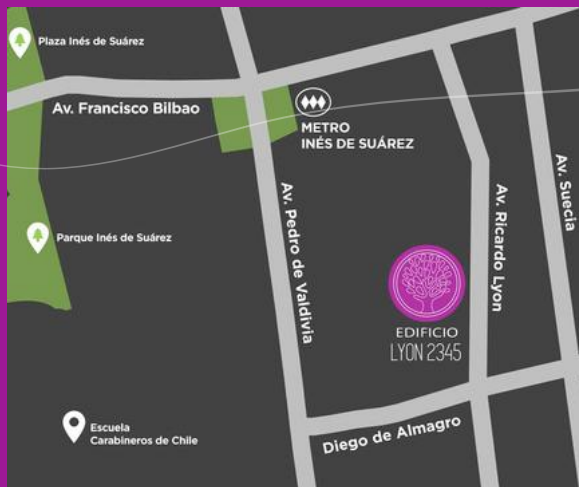 Plaza Inés de Suárez
Av. Francisco Bilbao
METRO
INÉS DE SUÁREZ
Av. Pedro de Valdivia
Av. Ricardo Lyon
Av. Suecia
Parque Inés de Suárez
EDIFICIO
LYON 2345
Escuela
Carabineros de Chile
Diego de Almagro